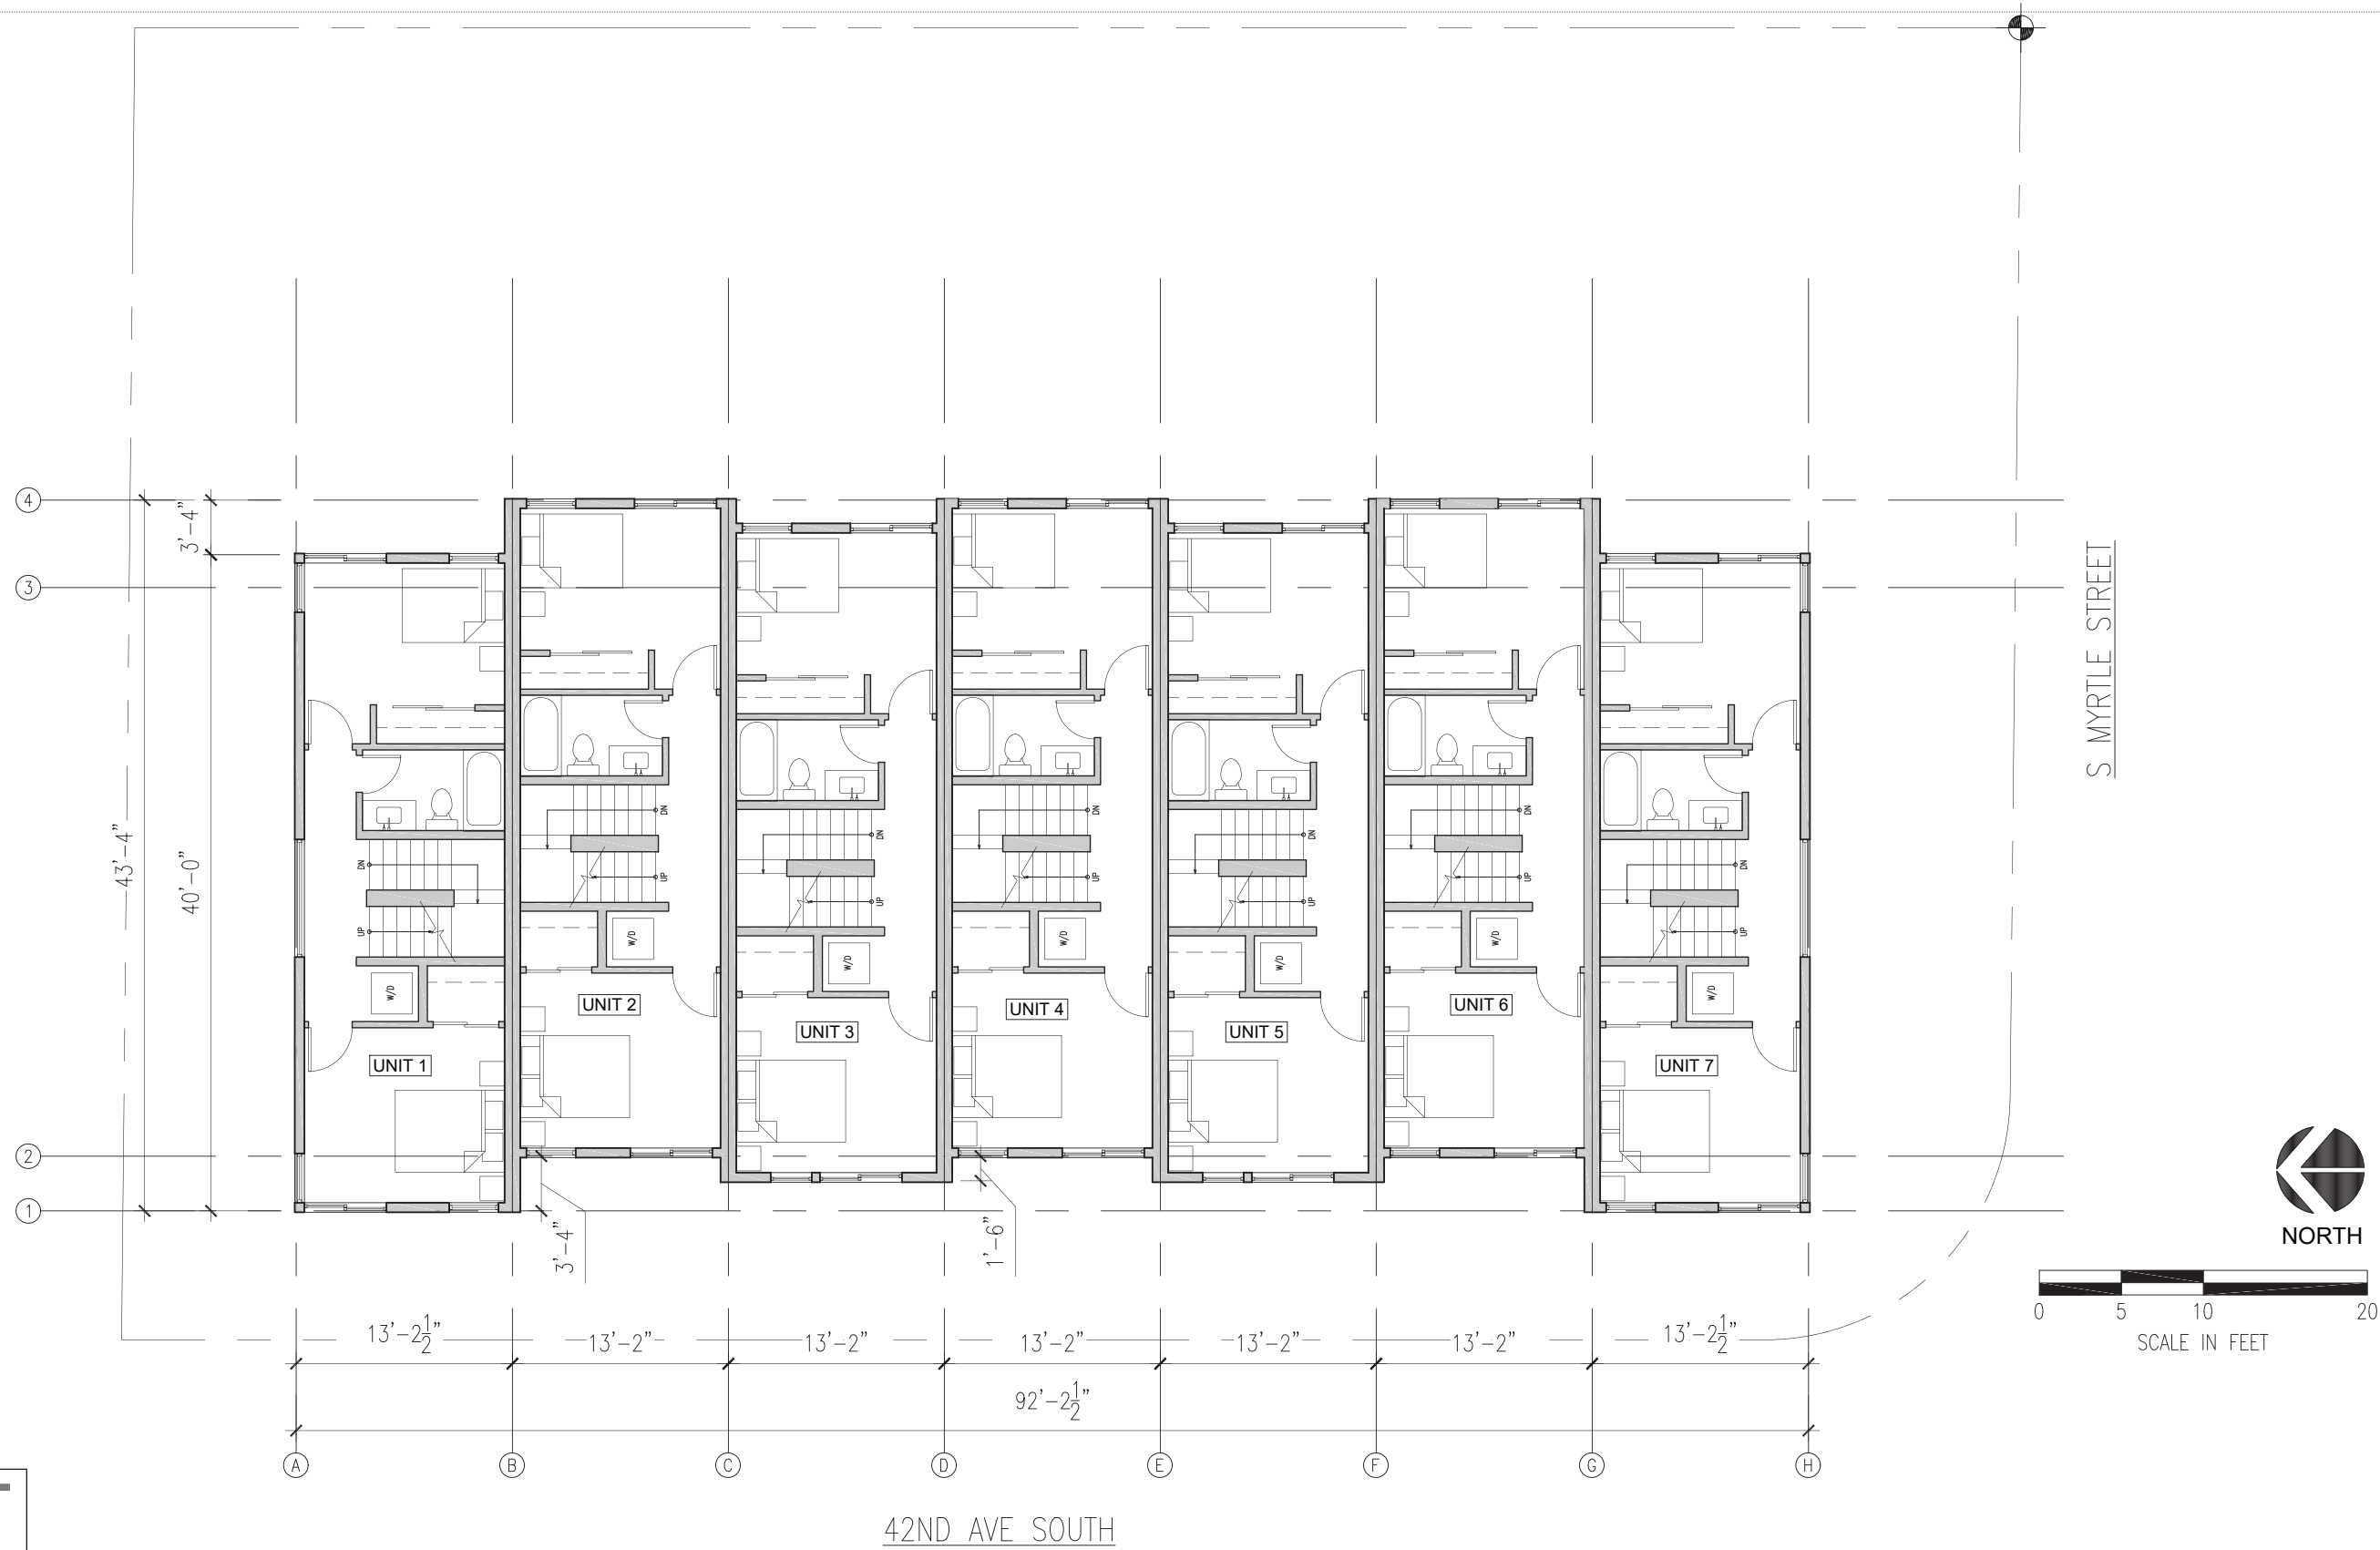 4
3'-4"
3
S MYRTLE STREET
43'-4"
40'-0"
DN
DN
DN
DN
DN
DN
DN
UP
UP
UP
UP
UP
UP
UP
W/D
W/D
W/D
W/D
W/D
W/D
W/D
UNIT 1
UNIT 2
UNIT 3
UNIT 4
UNIT 5
UNIT 6
UNIT 7
2
1
3'-4"
1'-6"
NORTH
0 5 10 20
SCALE IN FEET
13'-2 1/2" 13'-2" 13'-2" 13'-2" 13'-2" 13'-2" 13'-2 1/2"
92'-2 1/2"
A B C D E F G H
42ND AVE SOUTH